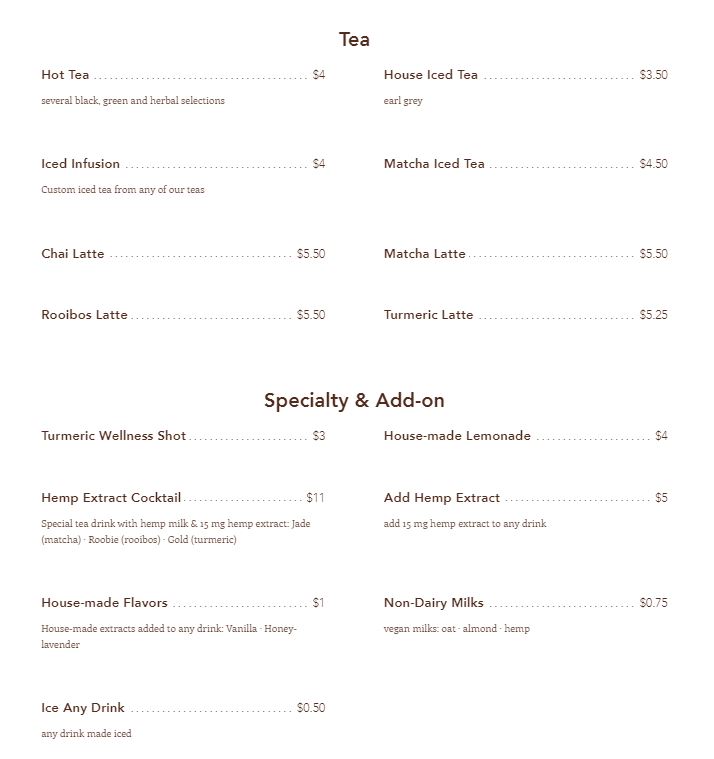 Tea
Hot Tea ........................................ $4
several black, green and herbal selections
House Iced Tea ............................ $3.50
earl grey
Iced Infusion .................................. $4
Custom iced tea from any of our teas
Matcha Iced Tea ........................... $4.50
Chai Latte .................................. $5.50
Matcha Latte .............................. $5.50
Rooibos Latte .............................. $5.50
Turmeric Latte ............................. $5.25
Specialty & Add-on
Turmeric Wellness Shot ...................... $3
House-made Lemonade ...................... $4
Hemp Extract Cocktail ...................... $11
Special tea drink with hemp milk & 15 mg hemp extract: Jade
(matcha) · Roobie (rooibos) · Gold (turmeric)
Add Hemp Extract ........................... $5
add 15 mg hemp extract to any drink
House-made Flavors ......................... $1
House-made extracts added to any drink: Vanilla · Honey-
lavender
Non-Dairy Milks ........................... $0.75
vegan milks: oat · almond · hemp
Ice Any Drink .............................. $0.50
any drink made iced